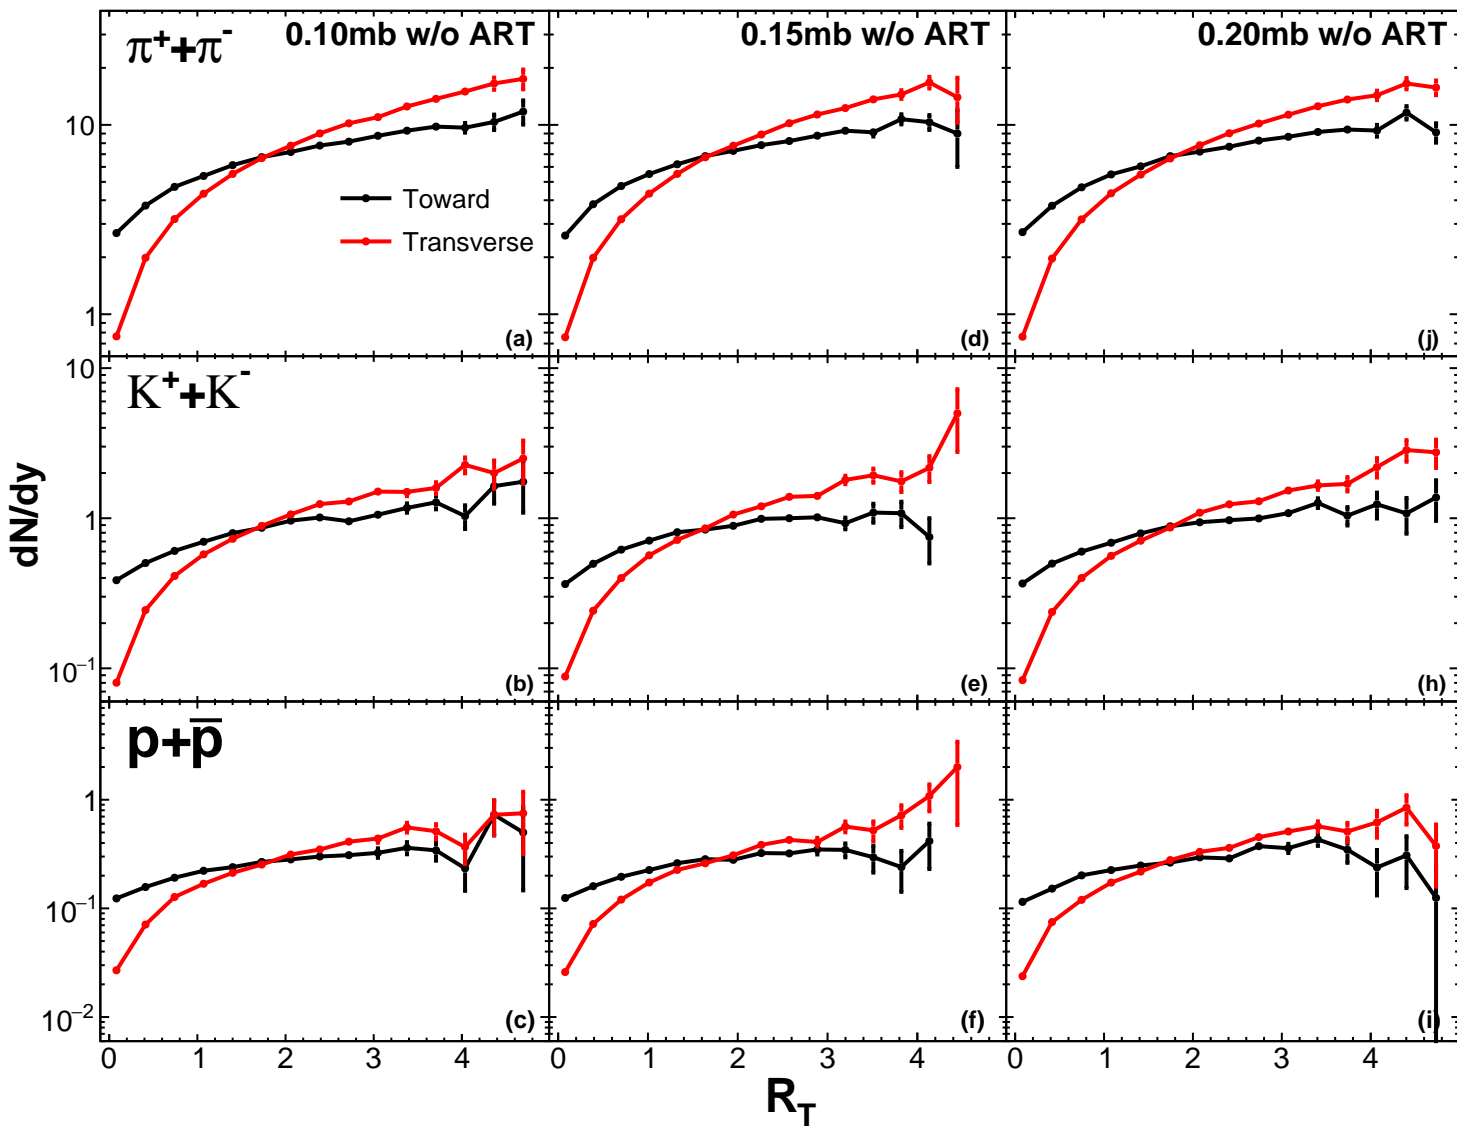 π⁺+π⁻
0.10mb w/o ART
0.15mb w/o ART
0.20mb w/o ART
10
1
Toward
Transverse
(a)
(d)
(j)
K⁺+K⁻
10
1
10⁻¹
(b)
(e)
(h)
dN/dy
p+p̅
1
10⁻¹
10⁻²
(c)
(f)
(i)
0 1 2 3 4
0 1 2 3 4
0 1 2 3 4
R_T